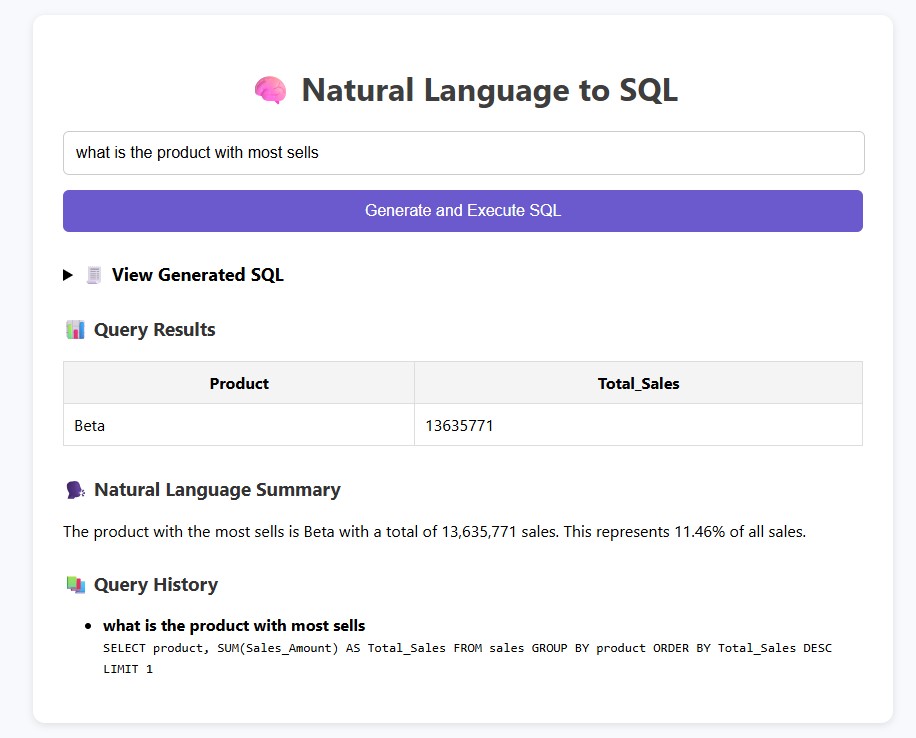 Natural Language to SQL
what is the product with most sells
Generate and Execute SQL
View Generated SQL
Query Results
Product Total_Sales
Beta 13635771
Natural Language Summary
The product with the most sells is Beta with a total of 13,635,771 sales. This represents 11.46% of all sales.
Query History
what is the product with most sells
SELECT product, SUM(Sales_Amount) AS Total_Sales FROM sales GROUP BY product ORDER BY Total_Sales DESC
LIMIT 1